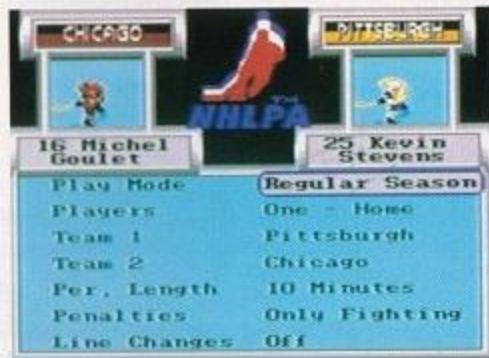 CHICAGO
PITTSBURGH
TM
NHLPA
16 Michel
Goulet
25 Kevin
Stevens
Play Mode Regular Season
Players One - Home
Team 1 Pittsburgh
Team 2 Chicago
Per. Length 10 Minutes
Penalties Only Fighting
Line Changes Off